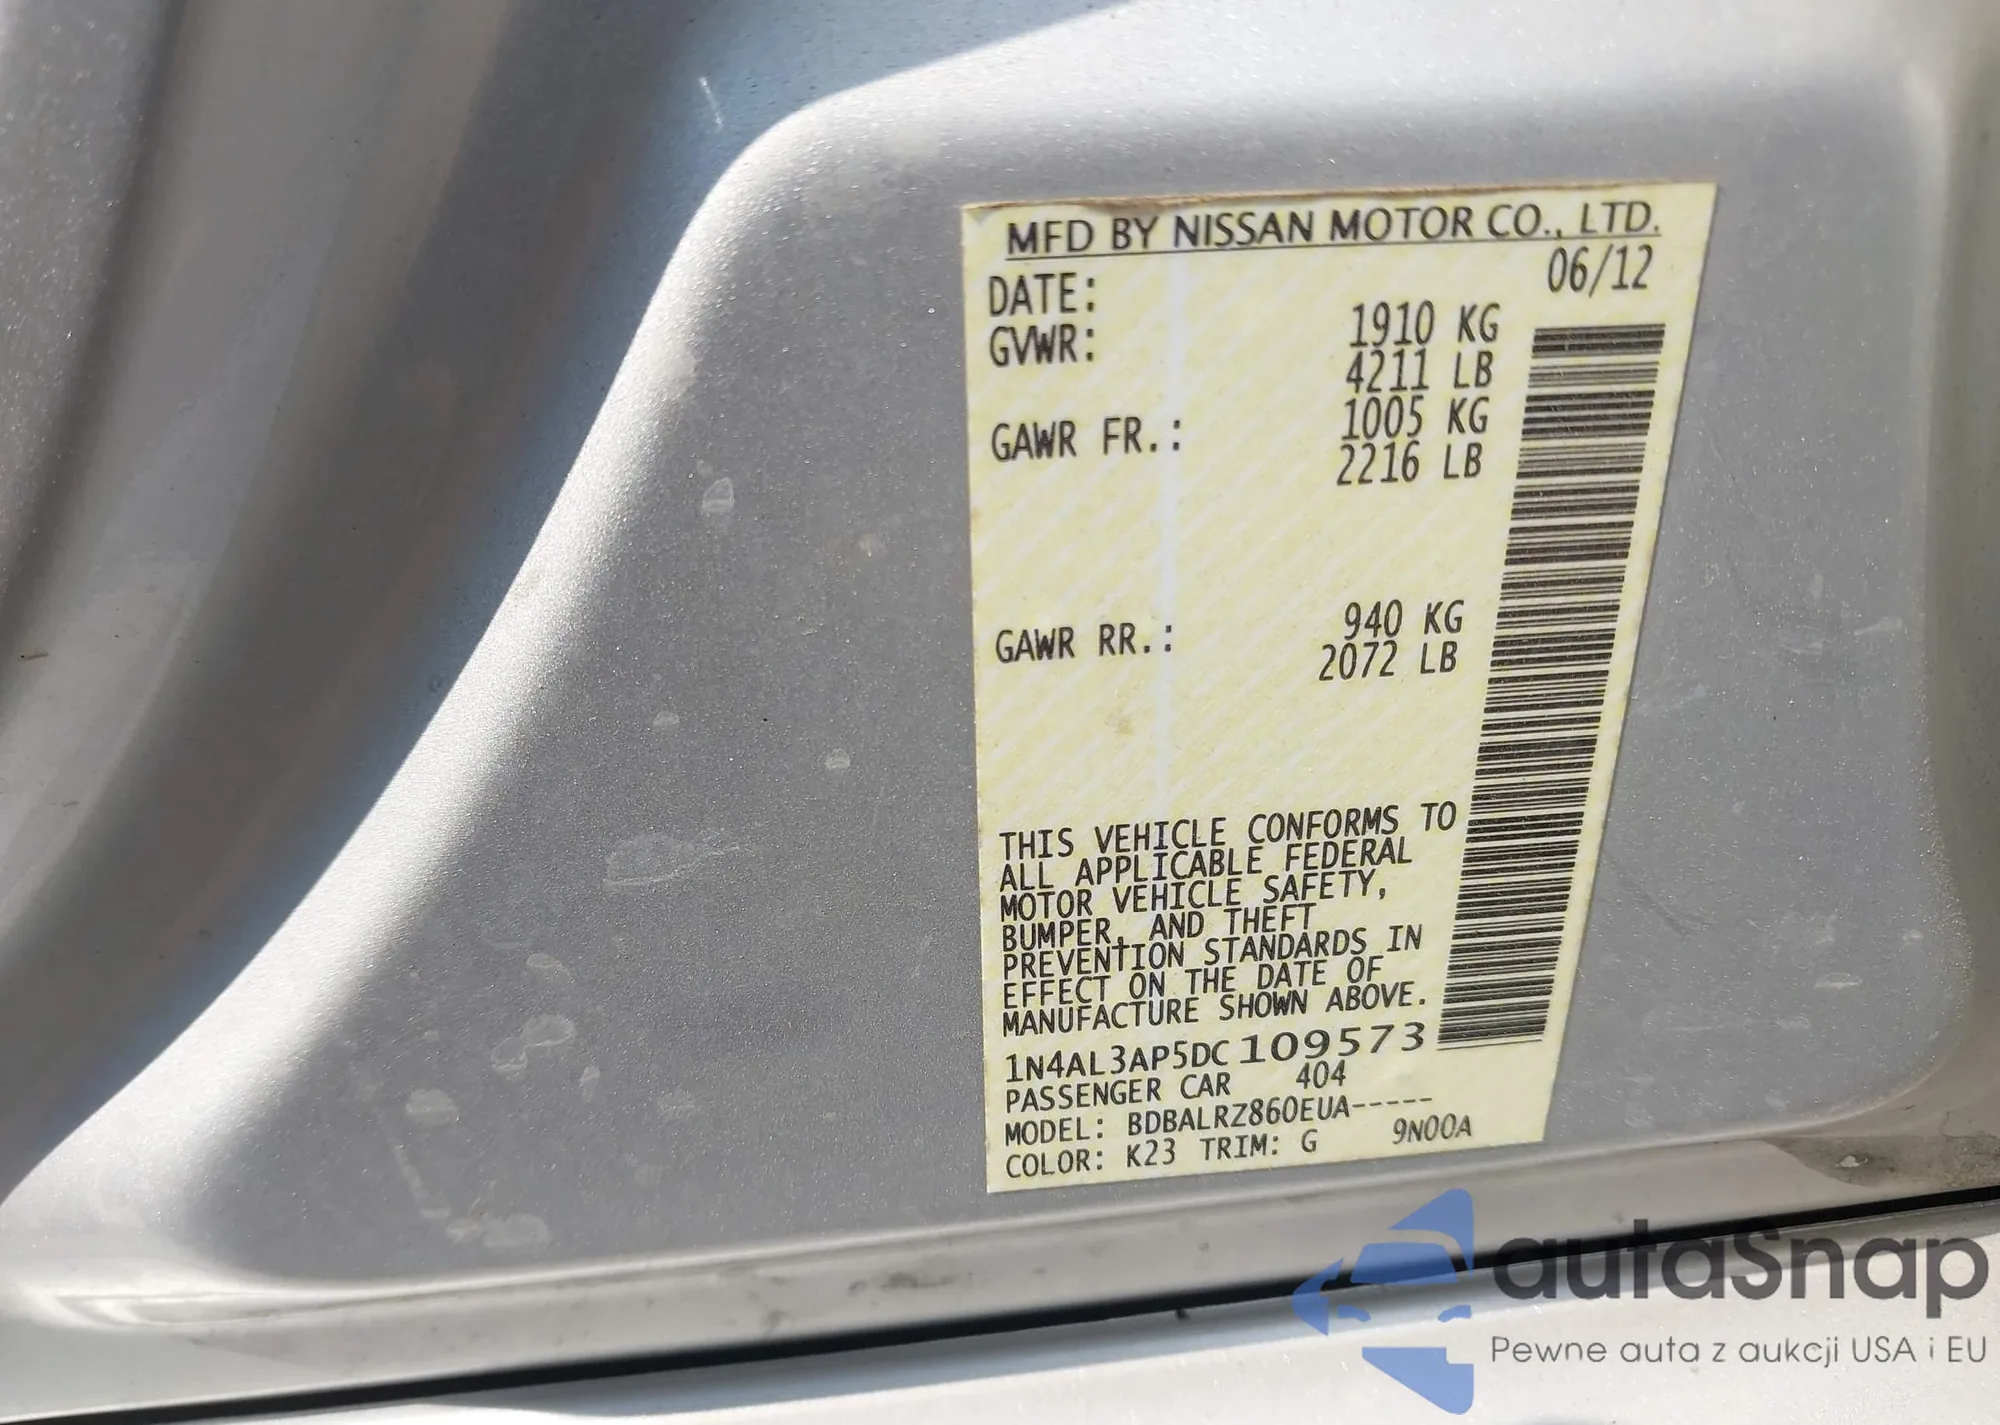 MFD BY NISSAN MOTOR CO., LTD.
DATE: 06/12
GVWR: 1910 KG
4211 LB
GAWR FR.: 1005 KG
2216 LB
GAWR RR.: 940 KG
2072 LB
THIS VEHICLE CONFORMS TO
ALL APPLICABLE FEDERAL
MOTOR VEHICLE SAFETY,
BUMPER, AND THEFT
PREVENTION STANDARDS IN
EFFECT ON THE DATE OF
MANUFACTURE SHOWN ABOVE.
1N4AL3AP5DC109573
PASSENGER CAR 404
MODEL: BDBALRZ860EUA-----
COLOR: K23 TRIM: G 9N00A
autaSnap
Pewne auta z aukcji USA i EU